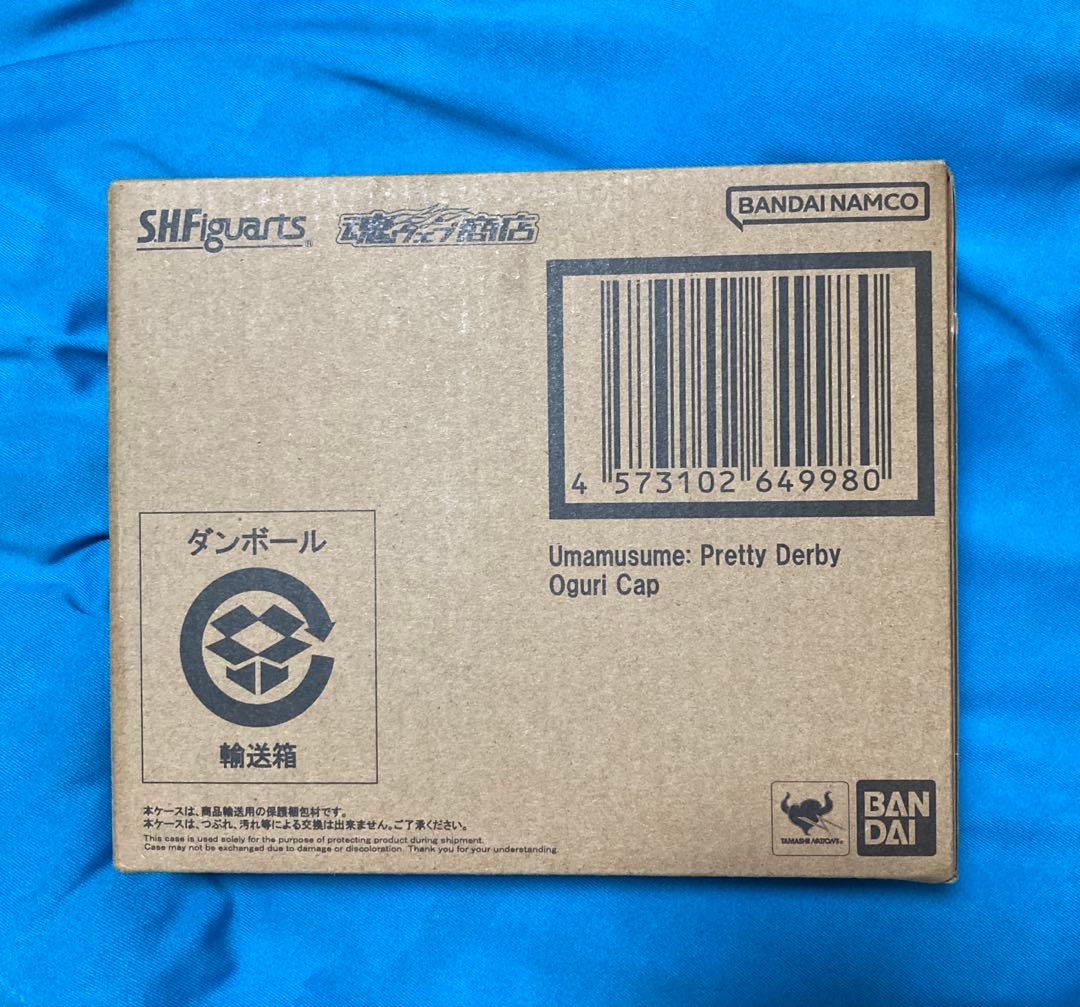 S.H.Figuarts
魂ウェブ商店
BANDAI NAMCO
4 573102 649980
Umamusume: Pretty Derby
Oguri Cap
ダンボール
輸送箱
本ケースは、商品輸送用の保護梱包材です。
本ケースは、つぶれ、汚れ等による交換は出来ません。ご了承ください。
This case is used solely for the purpose of protecting product during shipment.
Case may not be exchanged due to damage or discoloration. Thank you for your understanding.
TAMASHII NATIONS
BAN
DAI